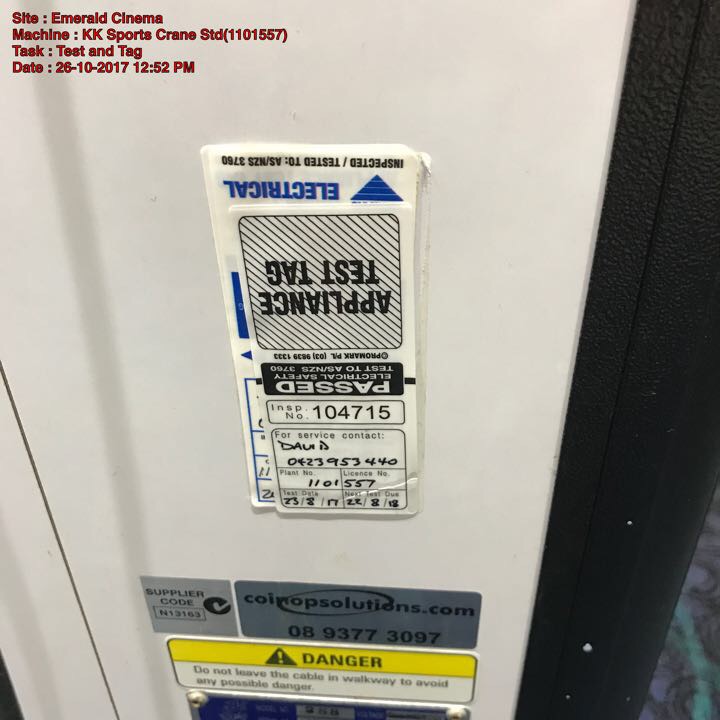 Site : Emerald Cinema
Machine : KK Sports Crane Std(1101557)
Task : Test and Tag
Date : 26-10-2017 12:52 PM
INSPECTED / TESTED TO: AS/NZS 3760
ELECTRICAL
APPLIANCE
TEST TAG
©PROMARK P/L (03) 9839 1333
PASSED
ELECTRICAL SAFETY
TEST TO AS/NZS 3760
Insp. No. 104715
For service contact:
DAVID
0423953440
Plant No. Licence No.
1101557
Test Date Next Test Due
23/8/17 22/8/18
SUPPLIER
CODE
N13163
coinopsolutions.com
08 9377 3097
DANGER
Do not leave the cable in walkway to avoid
any possible danger.